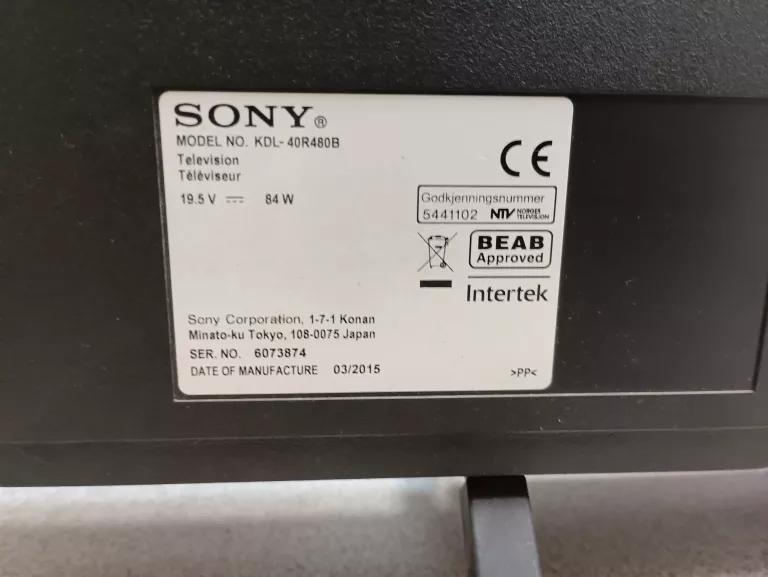 SONY®
MODEL NO. KDL-40R480B
Television
Téléviseur
19.5 V ⎓ 84 W
CE
Godkjenningsnummer
5441102 NTV NORGES TELEVISJON
BEAB
Approved
Intertek
Sony Corporation, 1-7-1 Konan
Minato-ku Tokyo, 108-0075 Japan
SER. NO. 6073874
DATE OF MANUFACTURE 03/2015
>PP<